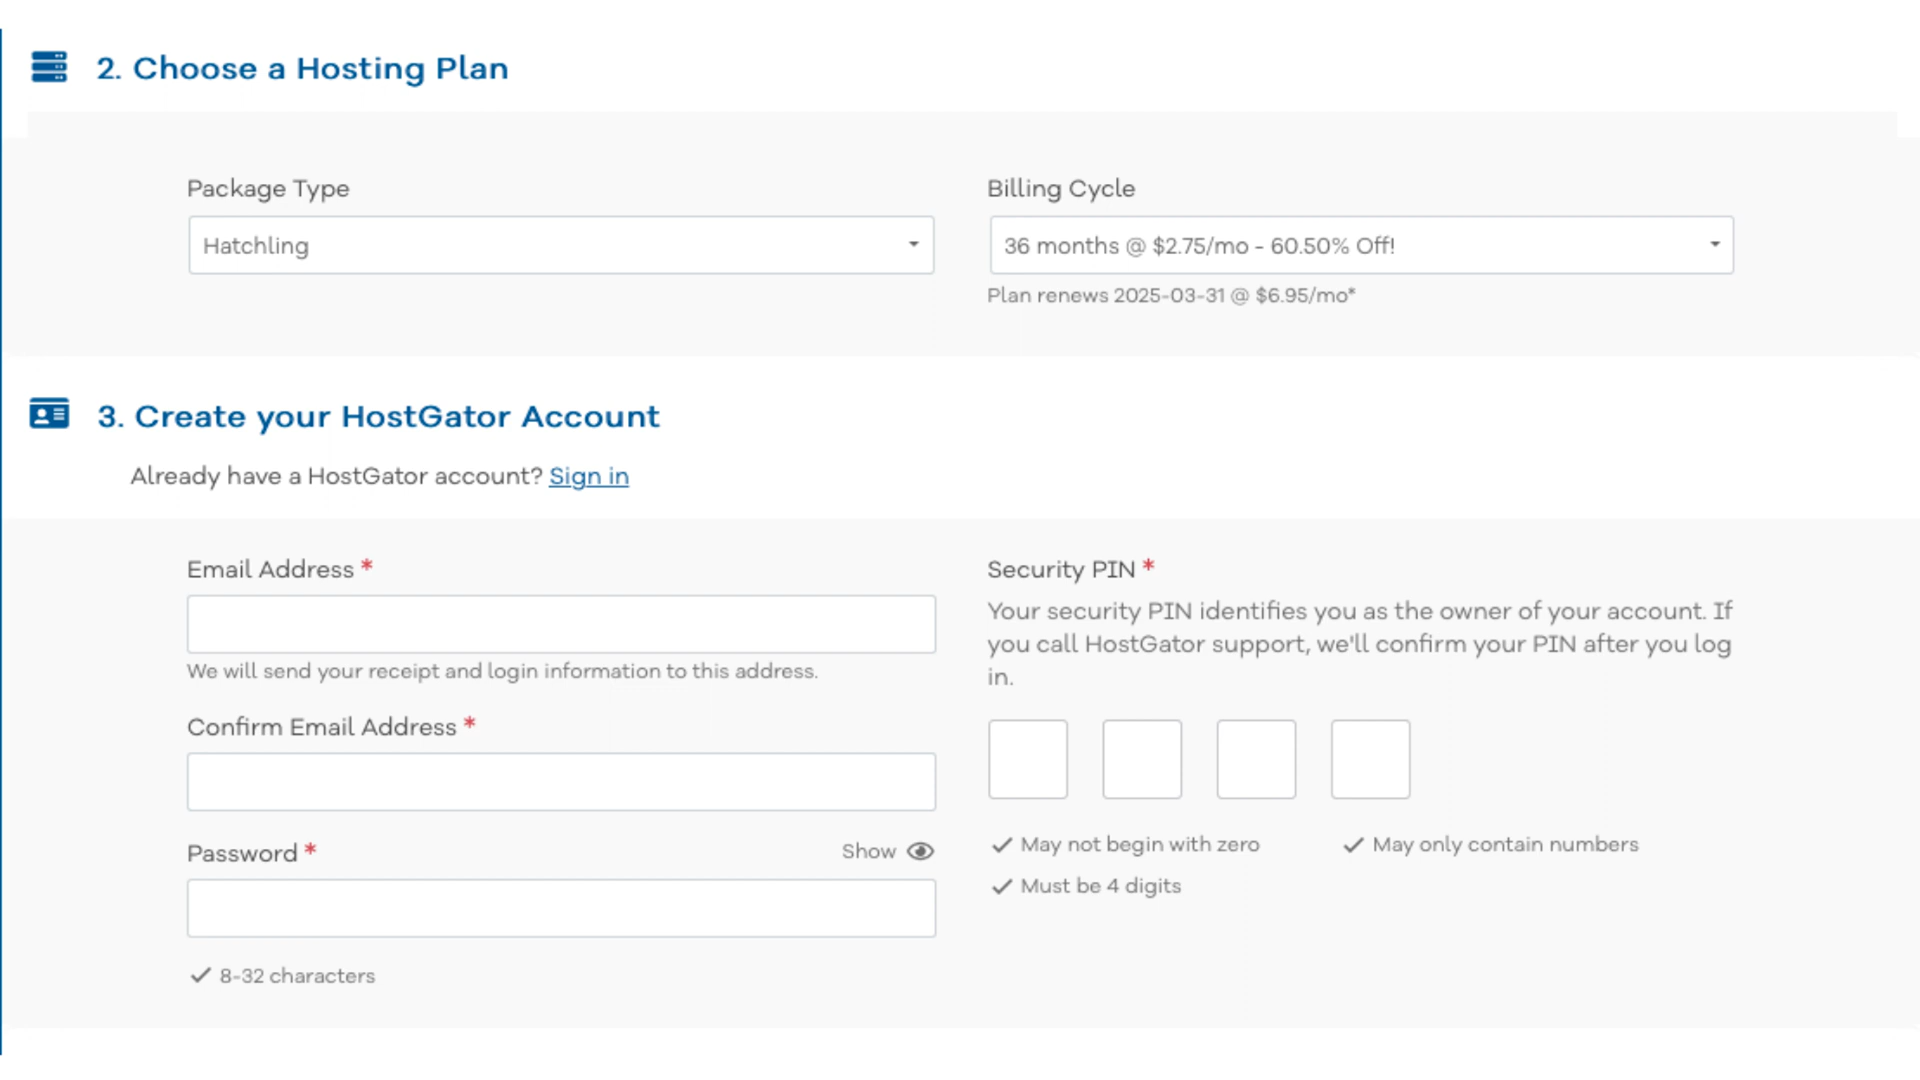 2. Choose a Hosting Plan
Package Type
Hatchling
Billing Cycle
36 months @ $2.75/mo - 60.50% Off!
Plan renews 2025-03-31 @ $6.95/mo*
3. Create your HostGator Account
Already have a HostGator account? Sign in
Email Address *
We will send your receipt and login information to this address.
Confirm Email Address *
Password *
Show
8-32 characters
Security PIN *
Your security PIN identifies you as the owner of your account. If
you call HostGator support, we'll confirm your PIN after you log
in.
May not begin with zero
May only contain numbers
Must be 4 digits